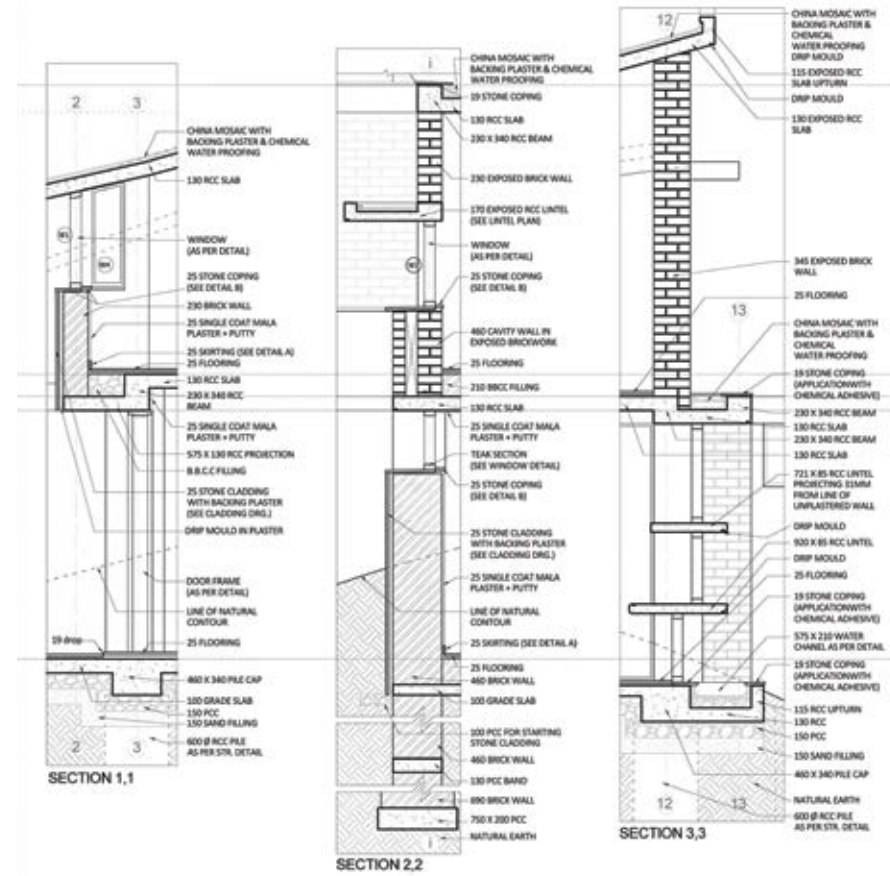 2
3
CHINA MOSAIC WITH
BACKING PLASTER & CHEMICAL
WATER PROOFING
130 RCC SLAB
WINDOW
(AS PER DETAIL)
25 STONE COPING
(SEE DETAIL B)
230 BRICK WALL
25 SINGLE COAT MALA
PLASTER + PUTTY
25 SKIRTING (SEE DETAIL A)
25 FLOORING
130 RCC SLAB
230 X 340 RCC
BEAM
25 SINGLE COAT MALA
PLASTER + PUTTY
575 X 130 RCC PROJECTION
B.B.C.C FILLING
25 STONE CLADDING
WITH BACKING PLASTER
(SEE CLADDING DRG.)
DRIP MOULD IN PLASTER
DOOR FRAME
(AS PER DETAIL)
LINE OF NATURAL
CONTOUR
19 drop
25 FLOORING
460 X 340 PILE CAP
100 GRADE SLAB
150 PCC
150 SAND FILLING
600 Ø RCC PILE
AS PER STR. DETAIL
2
3
SECTION 1,1
i
CHINA MOSAIC WITH
BACKING PLASTER & CHEMICAL
WATER PROOFING
19 STONE COPING
130 RCC SLAB
230 X 340 RCC BEAM
230 EXPOSED BRICK WALL
170 EXPOSED RCC LINTEL
(SEE LINTEL PLAN)
WINDOW
(AS PER DETAIL)
25 STONE COPING
(SEE DETAIL B)
460 CAVITY WALL IN
EXPOSED BRICKWORK
25 FLOORING
210 BBCC FILLING
130 RCC SLAB
25 SINGLE COAT MALA
PLASTER + PUTTY
TEAK SECTION
(SEE WINDOW DETAIL)
25 STONE COPING
(SEE DETAIL B)
25 STONE CLADDING
WITH BACKING PLASTER
(SEE CLADDING DRG.)
25 SINGLE COAT MALA
PLASTER + PUTTY
LINE OF NATURAL
CONTOUR
25 SKIRTING (SEE DETAIL A)
25 FLOORING
460 BRICK WALL
100 GRADE SLAB
100 PCC FOR STARTING
STONE CLADDING
460 BRICK WALL
130 PCC BAND
690 BRICK WALL
750 X 200 PCC
NATURAL EARTH
i
SECTION 2,2
12
CHINA MOSAIC WITH
BACKING PLASTER &
CHEMICAL
WATER PROOFING
DRIP MOULD
115 EXPOSED RCC
SLAB UPTURN
DRIP MOULD
130 EXPOSED RCC
SLAB
345 EXPOSED BRICK
WALL
25 FLOORING
13
CHINA MOSAIC WITH
BACKING PLASTER &
CHEMICAL
WATER PROOFING
19 STONE COPING
(APPLICATIONWITH
CHEMICAL ADHESIVE)
230 X 340 RCC BEAM
130 RCC SLAB
230 X 340 RCC BEAM
130 RCC SLAB
721 X 85 RCC LINTEL
PROJECTING 31MM
FROM LINE OF
UNPLASTERED WALL
DRIP MOULD
920 X 85 RCC LINTEL
DRIP MOULD
25 FLOORING
19 STONE COPING
(APPLICATIONWITH
CHEMICAL ADHESIVE)
575 X 210 WATER
CHANEL AS PER DETAIL
19 STONE COPING
(APPLICATIONWITH
CHEMICAL ADHESIVE)
115 RCC UPTURN
130 RCC
150 PCC
150 SAND FILLING
460 X 340 PILE CAP
NATURAL EARTH
600 Ø RCC PILE
AS PER STR. DETAIL
12
13
SECTION 3,3